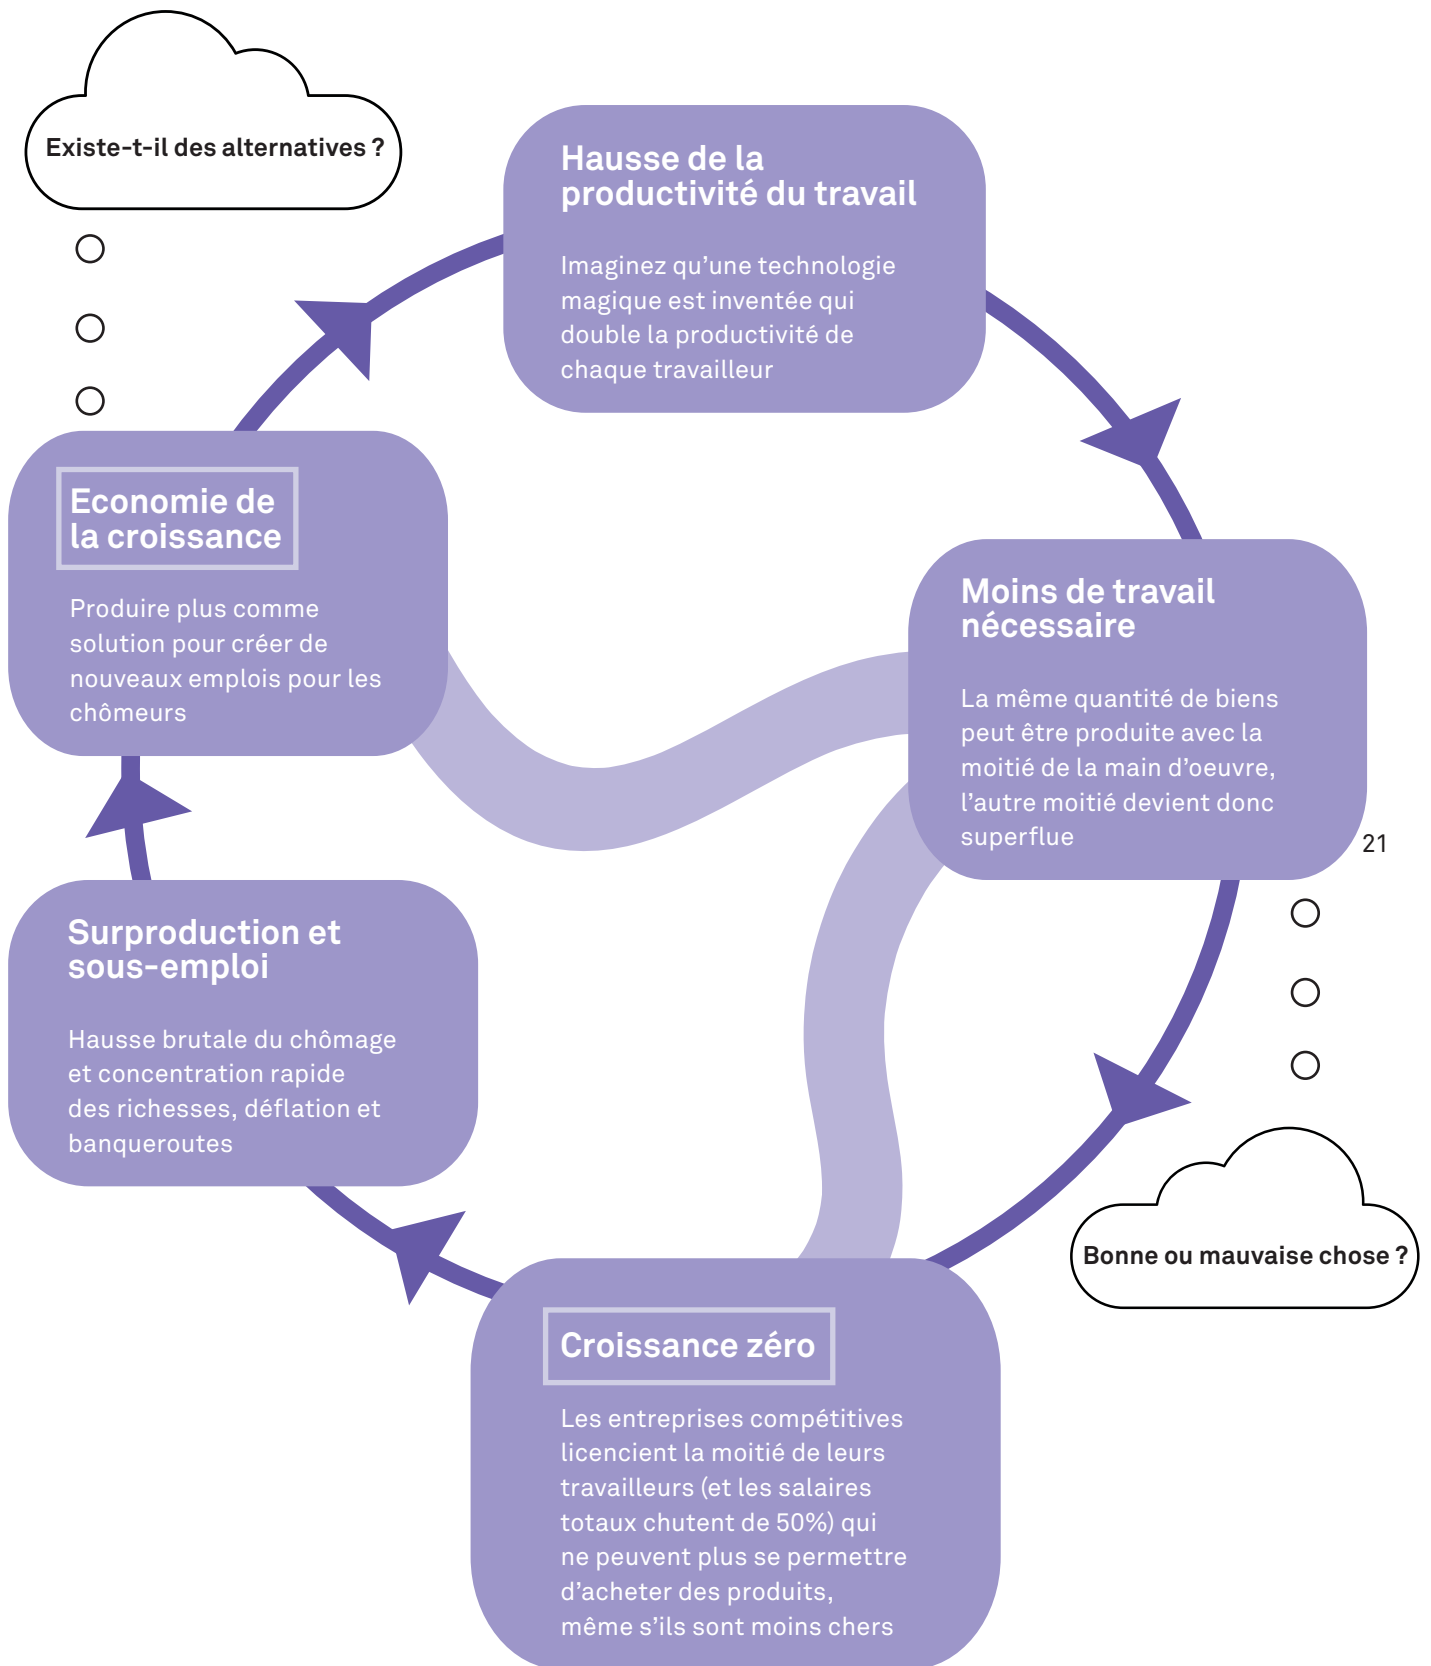 Existe-t-il des alternatives ?
Hausse de la
productivité du travail
Imaginez qu’une technologie
magique est inventée qui
double la productivité de
chaque travailleur
Economie de
la croissance
Produire plus comme
solution pour créer de
nouveaux emplois pour les
chômeurs
Moins de travail
nécessaire
La même quantité de biens
peut être produite avec la
moitié de la main d’oeuvre,
l’autre moitié devient donc
superflue
21
Surproduction et
sous-emploi
Hausse brutale du chômage
et concentration rapide
des richesses, déflation et
banqueroutes
Bonne ou mauvaise chose ?
Croissance zéro
Les entreprises compétitives
licencient la moitié de leurs
travailleurs (et les salaires
totaux chutent de 50%) qui
ne peuvent plus se permettre
d’acheter des produits,
même s’ils sont moins chers